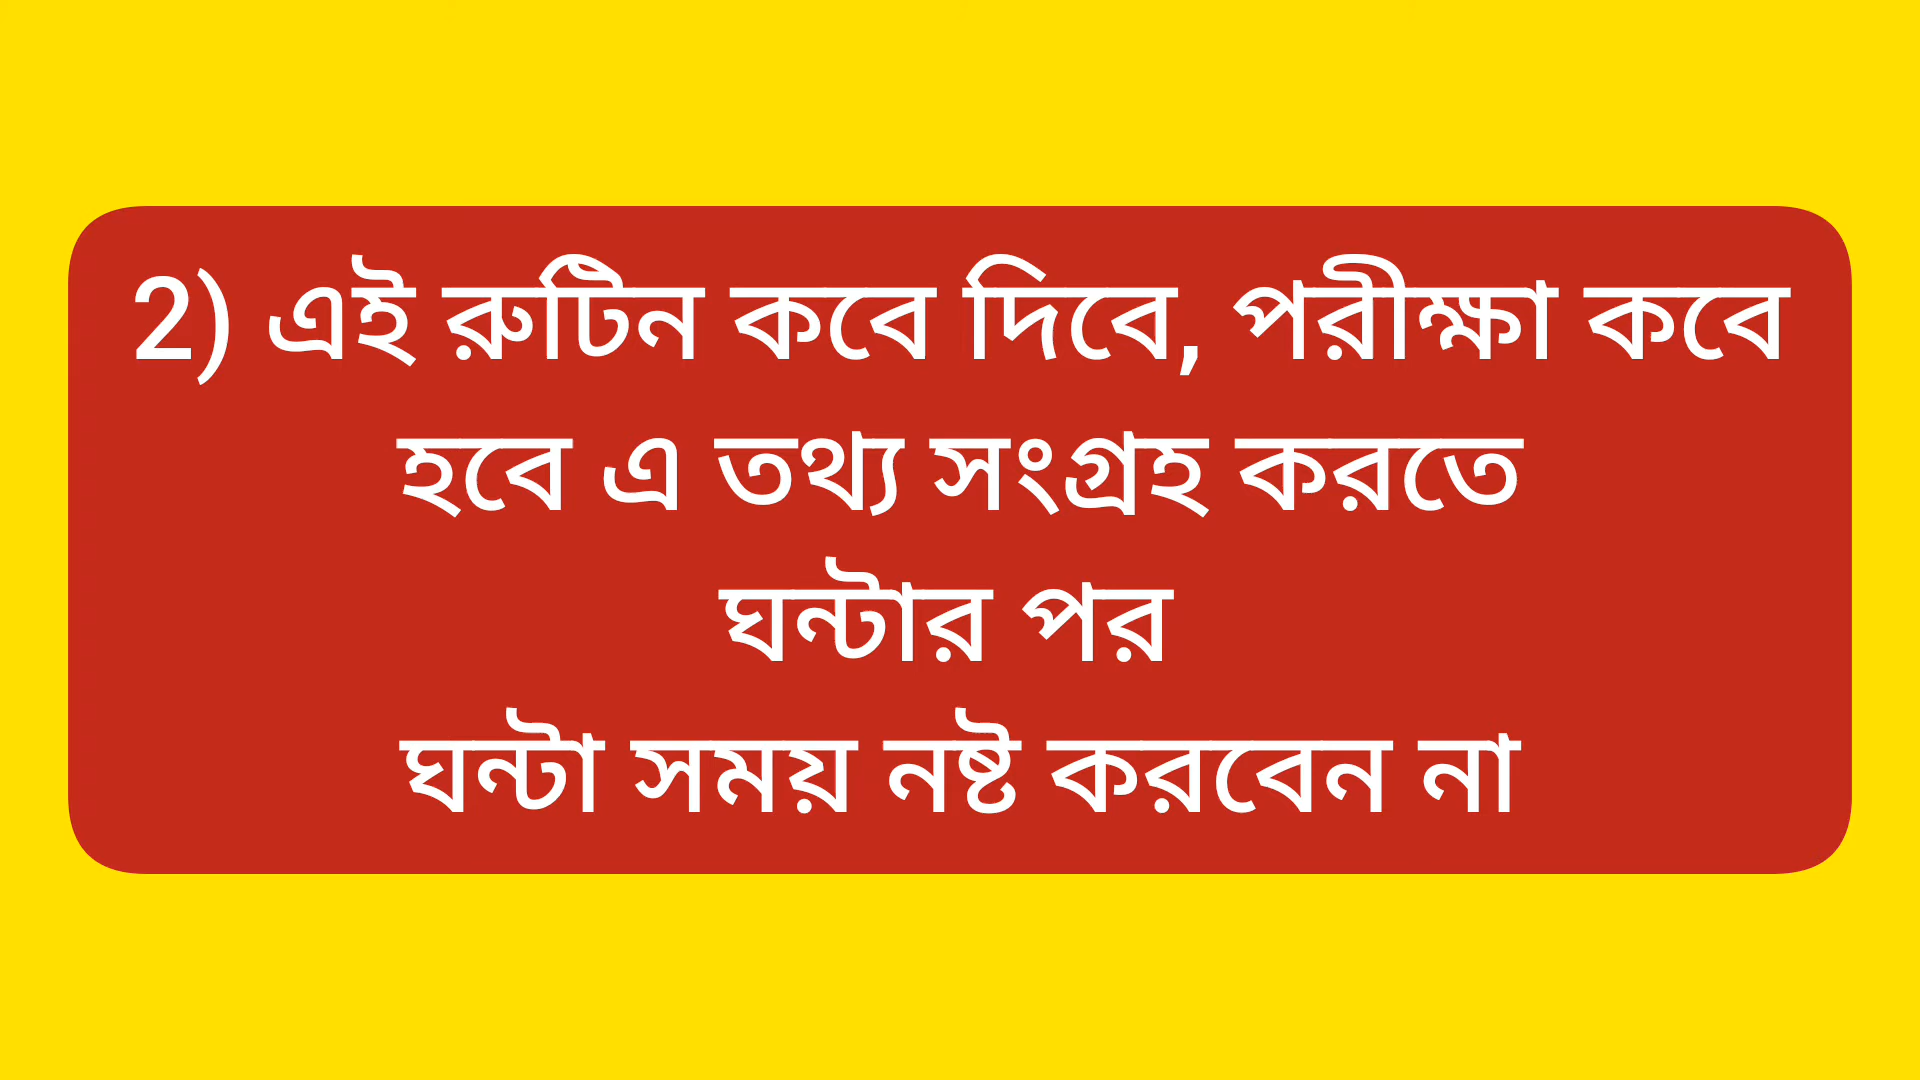 2) এই রুটিন কবে দিবে, পরীক্ষা কবে
হবে এ তথ্য সংগ্রহ করতে
ঘন্টার পর
ঘন্টা সময় নষ্ট করবেন না